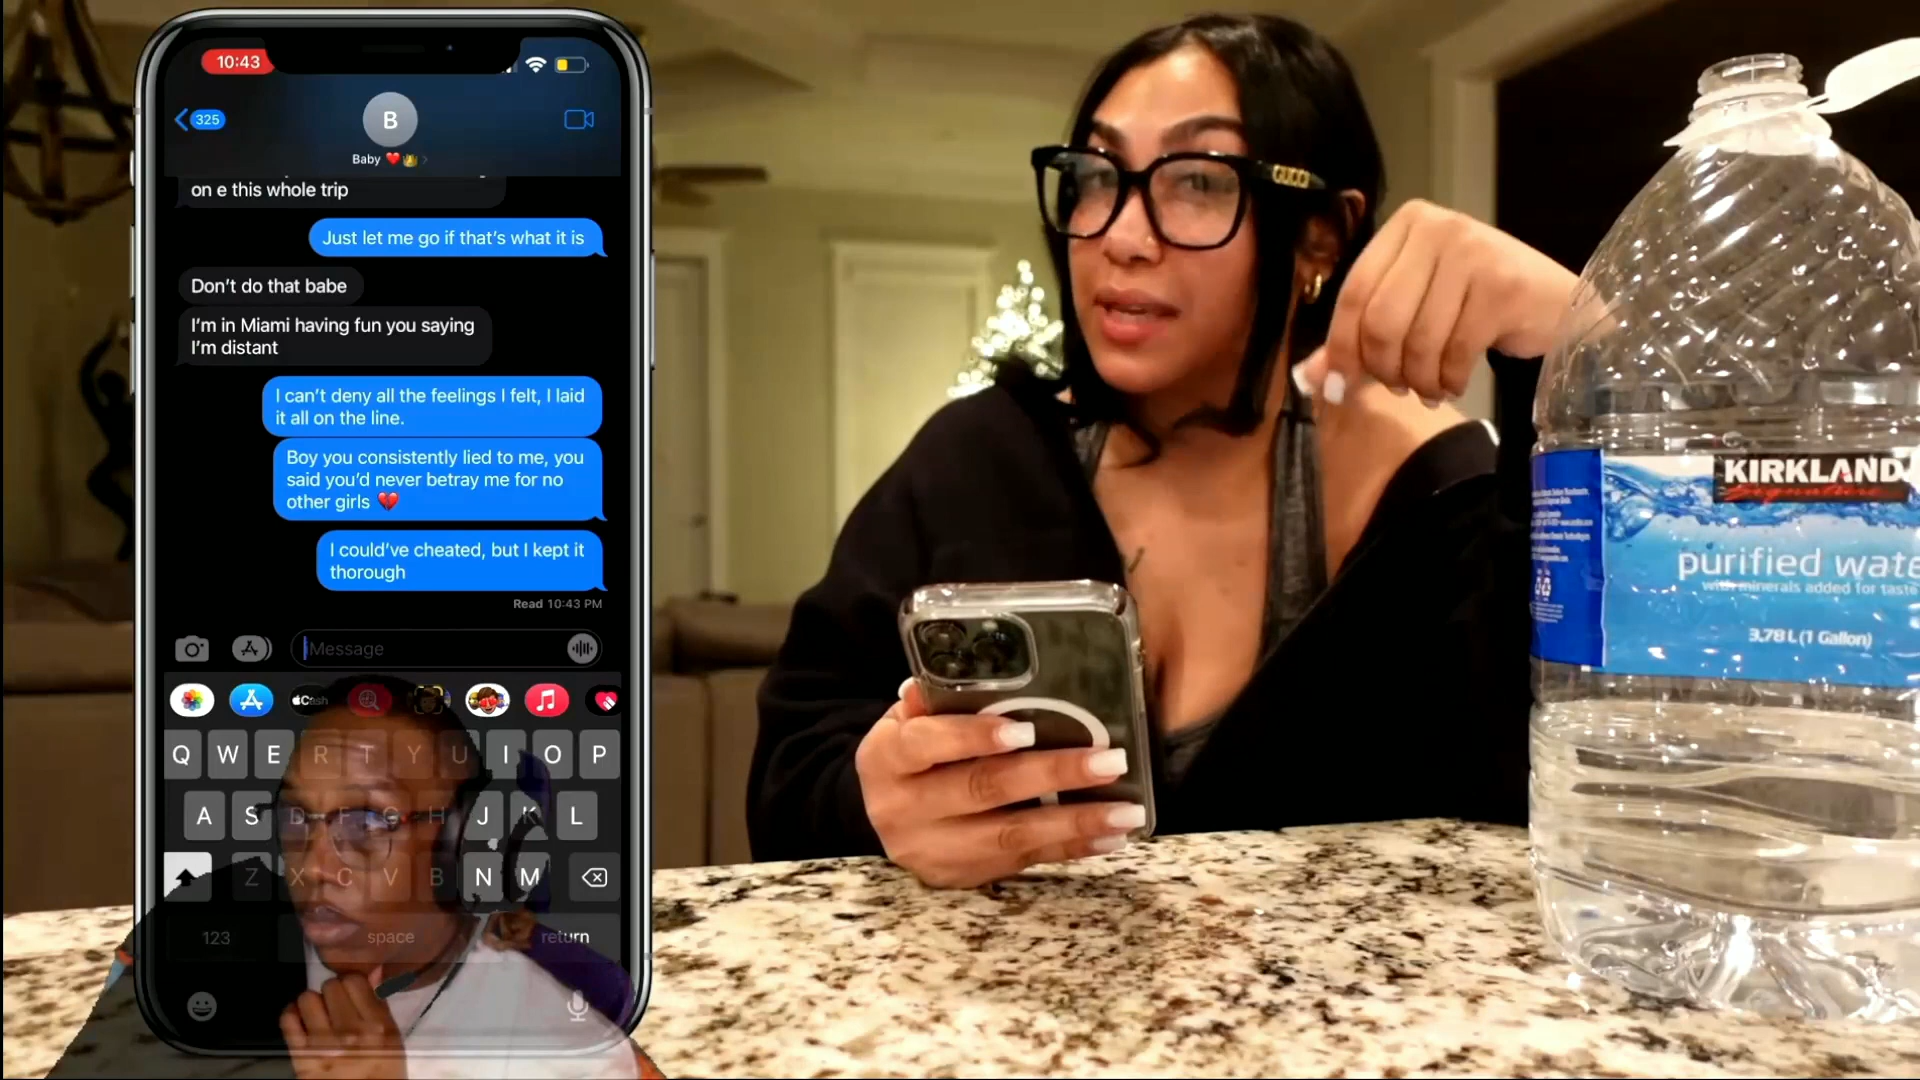 10:43
325
B
Baby ❤️👑
on e this whole trip
Just let me go if that's what it is
Don't do that babe
I'm in Miami having fun you saying
I'm distant
I can't deny all the feelings I felt, I laid
it all on the line.
Boy you consistently lied to me, you
said you'd never betray me for no
other girls 💔
I could've cheated, but I kept it
thorough
Read 10:43 PM
Message
Cash
Q W E R T Y U I O P
A S D F G H J K L
Z X C V B N M
123 space return
GUCCI
KIRKLAND
Signature
purified wate
with minerals added for taste
3.78 L (1 Gallon)